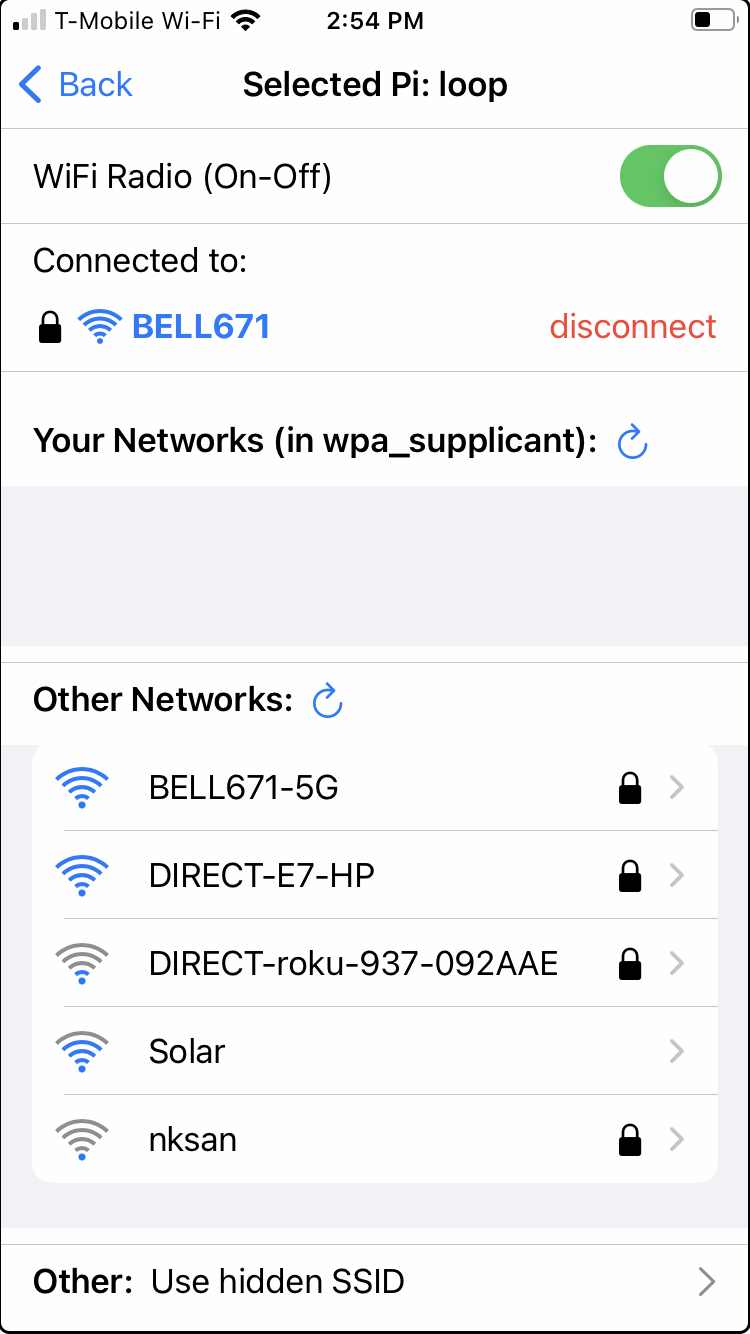 T-Mobile Wi-Fi 2:54 PM
Back Selected Pi: loop
WiFi Radio (On-Off)
Connected to:
BELL671 disconnect
Your Networks (in wpa_supplicant):
Other Networks:
BELL671-5G
DIRECT-E7-HP
DIRECT-roku-937-092AAE
Solar
nksan
Other: Use hidden SSID